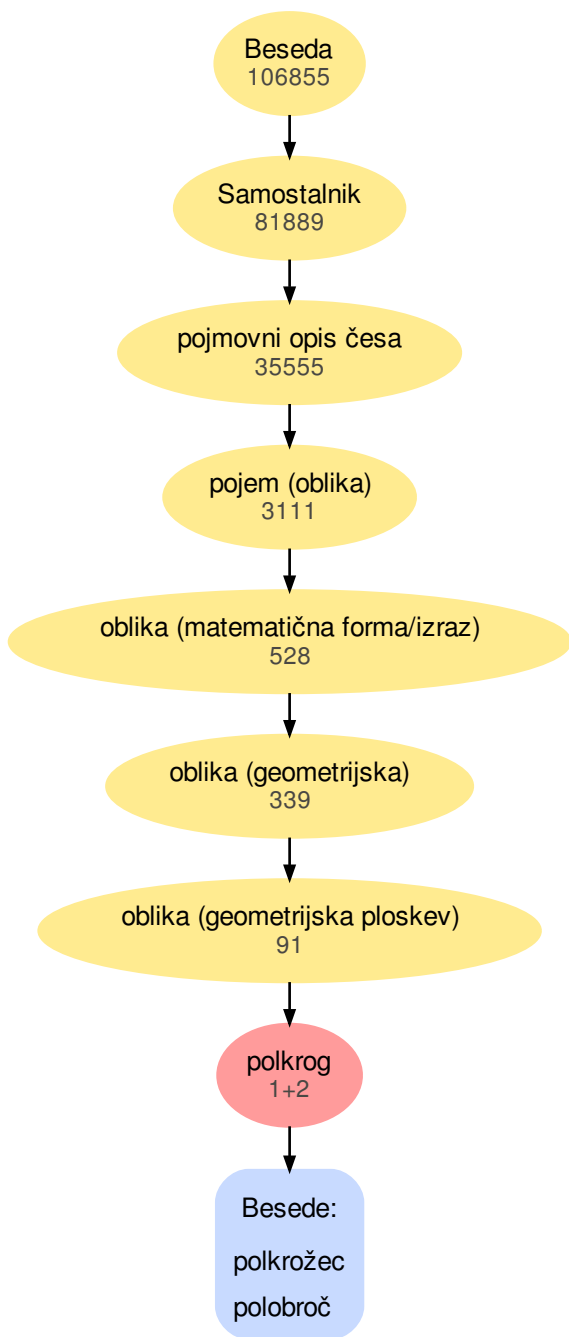 Beseda
106855
Samostalnik
81889
pojmovni opis česa
35555
pojem (oblika)
3111
oblika (matematična forma/izraz)
528
oblika (geometrijska)
339
oblika (geometrijska ploskev)
91
polkrog
1+2
Besede:
polkrožec
polobroč